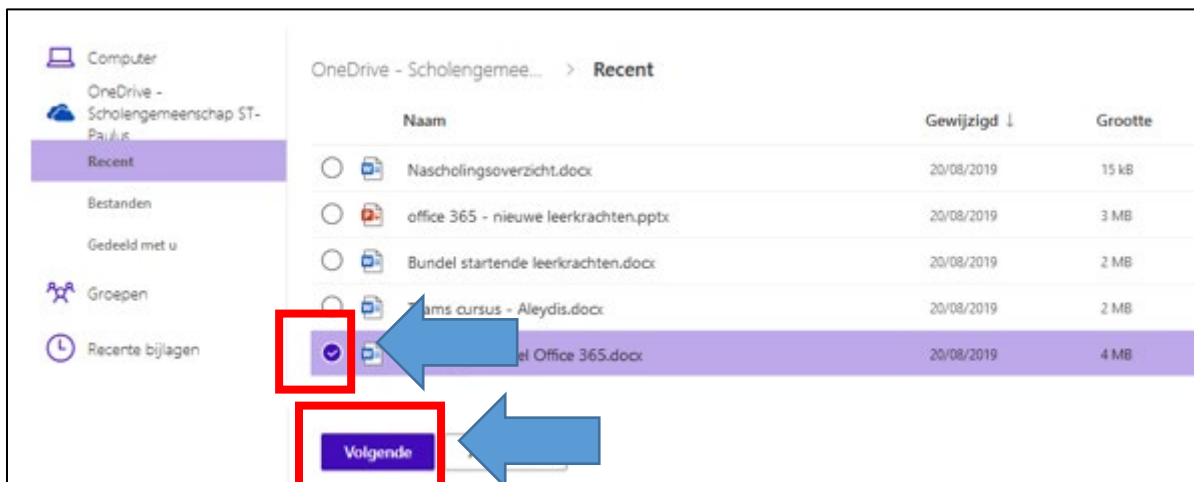 Computer
OneDrive -
Scholengemeenschap ST-
Paulus
Recent
Bestanden
Gedeeld met u
Groepen
Recente bijlagen
OneDrive - Scholengemee... > Recent
Naam Gewijzigd ↓ Grootte
Nascholingsoverzicht.docx 20/08/2019 15 kB
office 365 - nieuwe leerkrachten.pptx 20/08/2019 3 MB
Bundel startende leerkrachten.docx 20/08/2019 2 MB
cursus - Aleydis.docx 20/08/2019 2 MB
Office 365.docx 20/08/2019 4 MB
Volgende